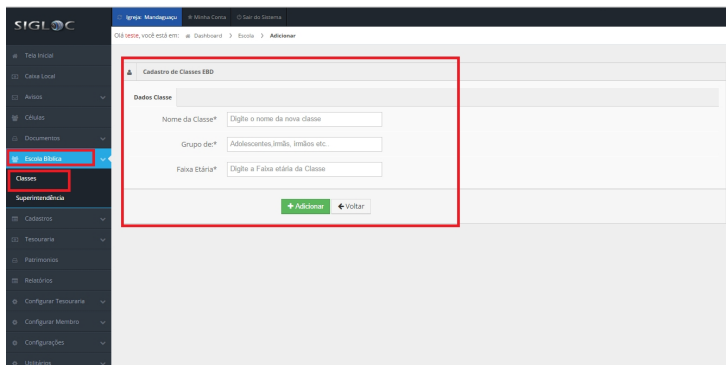 SIGLOC
Igreja: Mandaguaçu Minha Conta Sair do Sistema
Olá teste, você está em: Dashboard > Escola > Adicionar
Tela Inicial
Caixa Local
Avisos
Células
Documentos
Escola Bíblica
Classes
Superintendência
Cadastros
Tesouraria
Patrimonios
Relatórios
Configurar Tesouraria
Configurar Membro
Configurações
Utilitários
Cadastro de Classes EBD
Dados Classe
Nome da Classe* Digite o nome da nova classe
Grupo de:* Adolescentes,irmãs, irmãos etc..
Faixa Etária:* Digite a Faixa etária da Classe
+ Adicionar Voltar